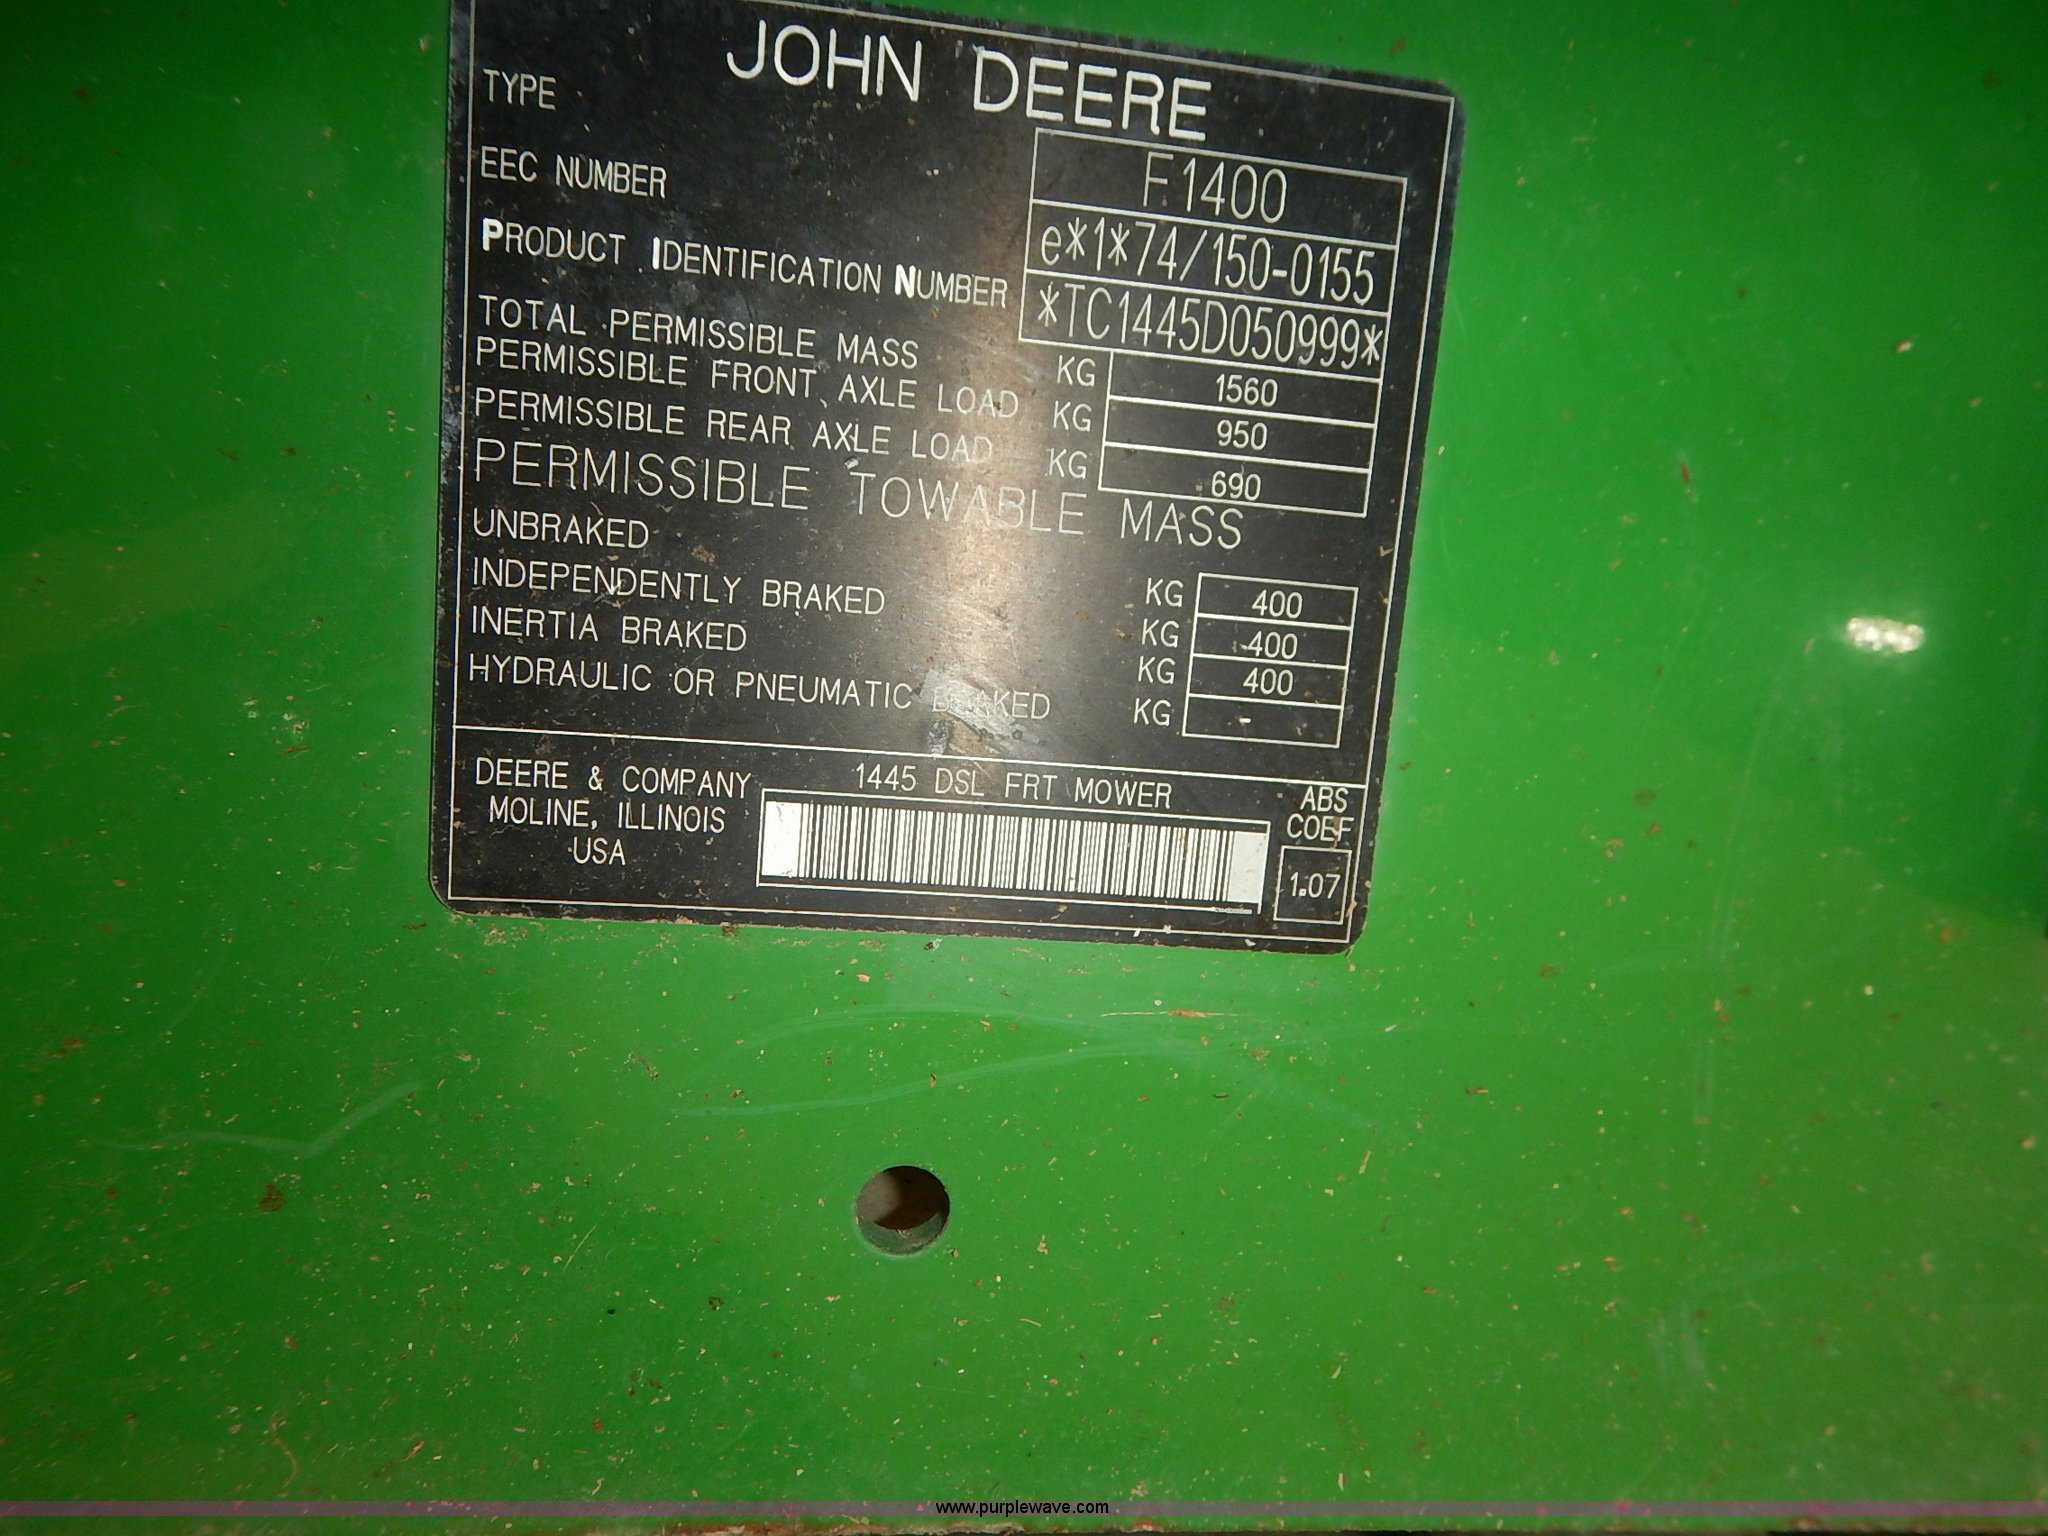 JOHN DEERE
TYPE F1400
EEC NUMBER e*1*74/150-0155
PRODUCT IDENTIFICATION NUMBER *TC1445D050999*
TOTAL PERMISSIBLE MASS KG 1560
PERMISSIBLE FRONT AXLE LOAD KG 950
PERMISSIBLE REAR AXLE LOAD KG 690
PERMISSIBLE TOWABLE MASS
UNBRAKED KG 400
INDEPENDENTLY BRAKED KG 400
INERTIA BRAKED KG 400
HYDRAULIC OR PNEUMATIC BRAKED KG -
DEERE & COMPANY
MOLINE, ILLINOIS
USA
1445 DSL FRT MOWER
ABS
COEF
1.07
www.purplewave.com